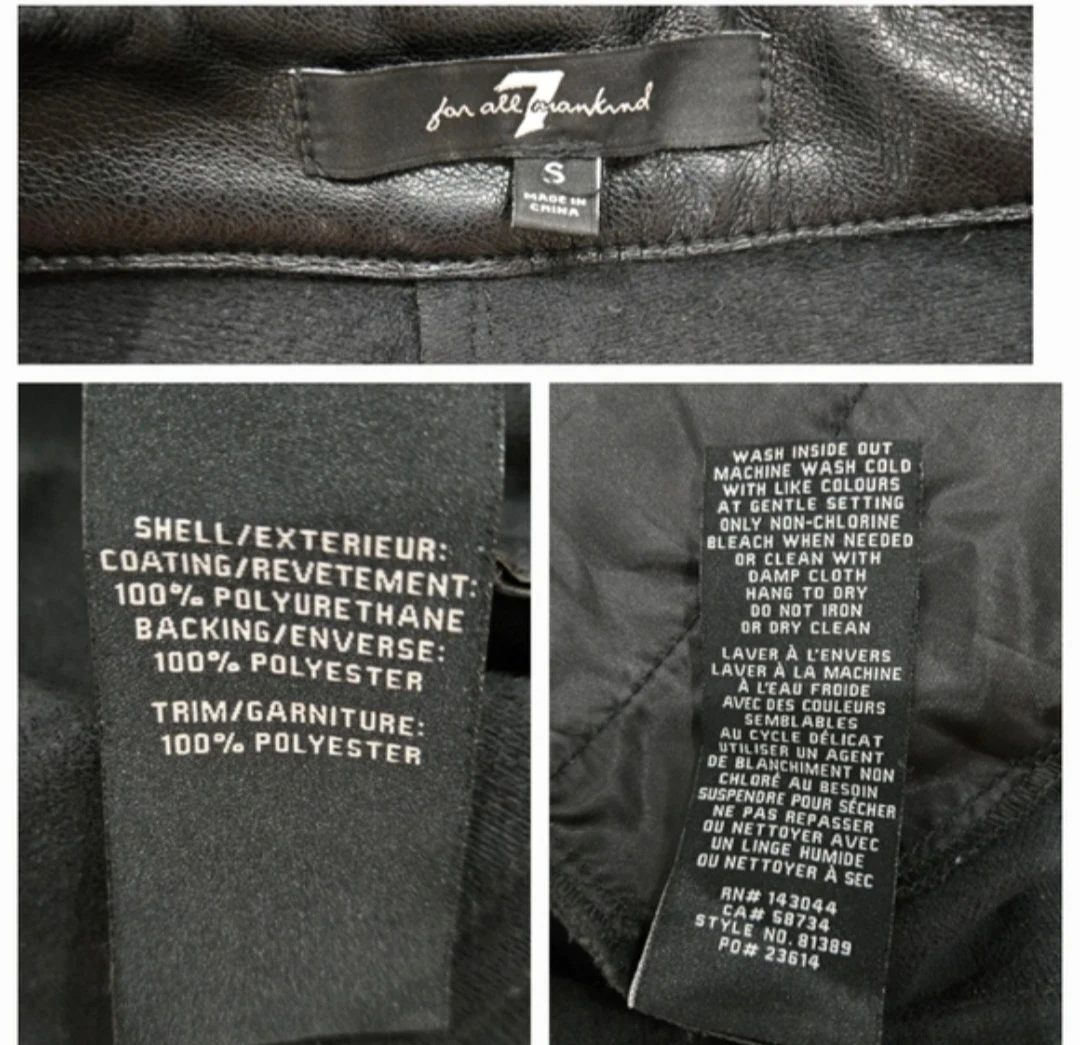 for all 7 mankind
S
MADE IN
CHINA
SHELL/EXTERIEUR:
COATING/REVETEMENT:
100% POLYURETHANE
BACKING/ENVERSE:
100% POLYESTER
TRIM/GARNITURE:
100% POLYESTER
WASH INSIDE OUT
MACHINE WASH COLD
WITH LIKE COLOURS
AT GENTLE SETTING
ONLY NON-CHLORINE
BLEACH WHEN NEEDED
OR CLEAN WITH
DAMP CLOTH
HANG TO DRY
DO NOT IRON
OR DRY CLEAN
LAVER À L'ENVERS
LAVER À LA MACHINE
À L'EAU FROIDE
AVEC DES COULEURS
SEMBLABLES
AU CYCLE DÉLICAT
UTILISER UN AGENT
DE BLANCHIMENT NON
CHLORÉ AU BESOIN
SUSPENDRE POUR SÉCHER
NE PAS REPASSER
OU NETTOYER AVEC
UN LINGE HUMIDE
OU NETTOYER À SEC
RN# 143044
CA# 58734
STYLE NO. 81389
PO# 23614